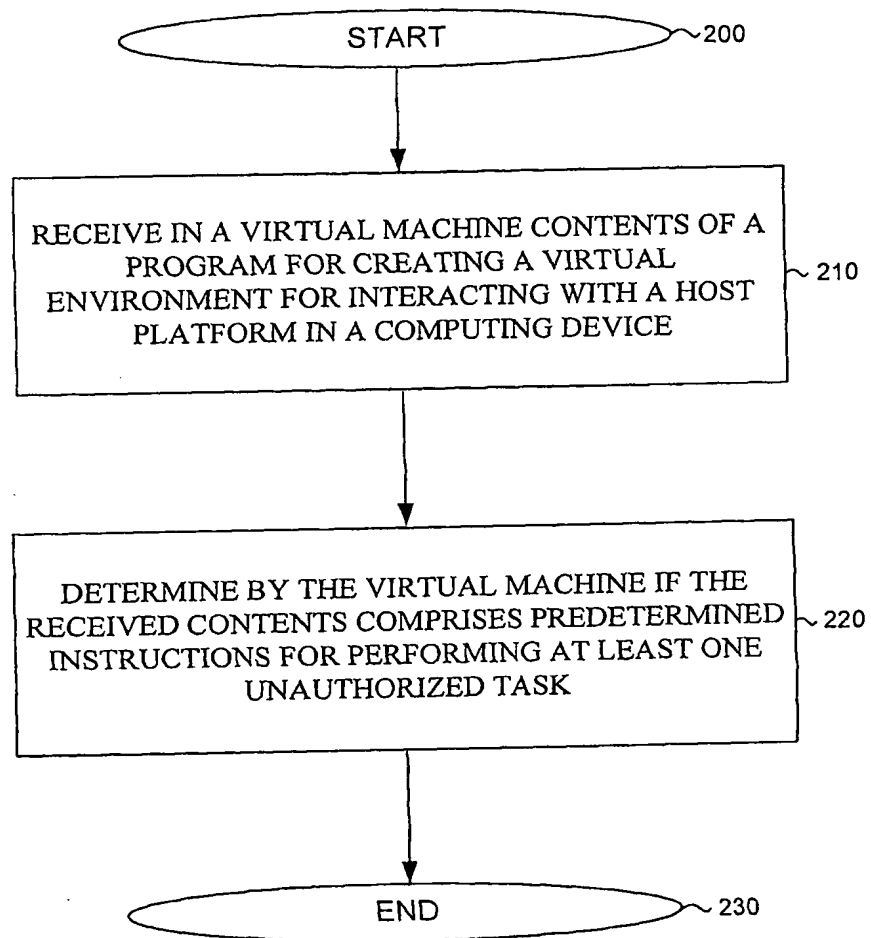 START
200
RECEIVE IN A VIRTUAL MACHINE CONTENTS OF A
PROGRAM FOR CREATING A VIRTUAL
ENVIRONMENT FOR INTERACTING WITH A HOST
PLATFORM IN A COMPUTING DEVICE
210
DETERMINE BY THE VIRTUAL MACHINE IF THE
RECEIVED CONTENTS COMPRISES PREDETERMINED
INSTRUCTIONS FOR PERFORMING AT LEAST ONE
UNAUTHORIZED TASK
220
END
230